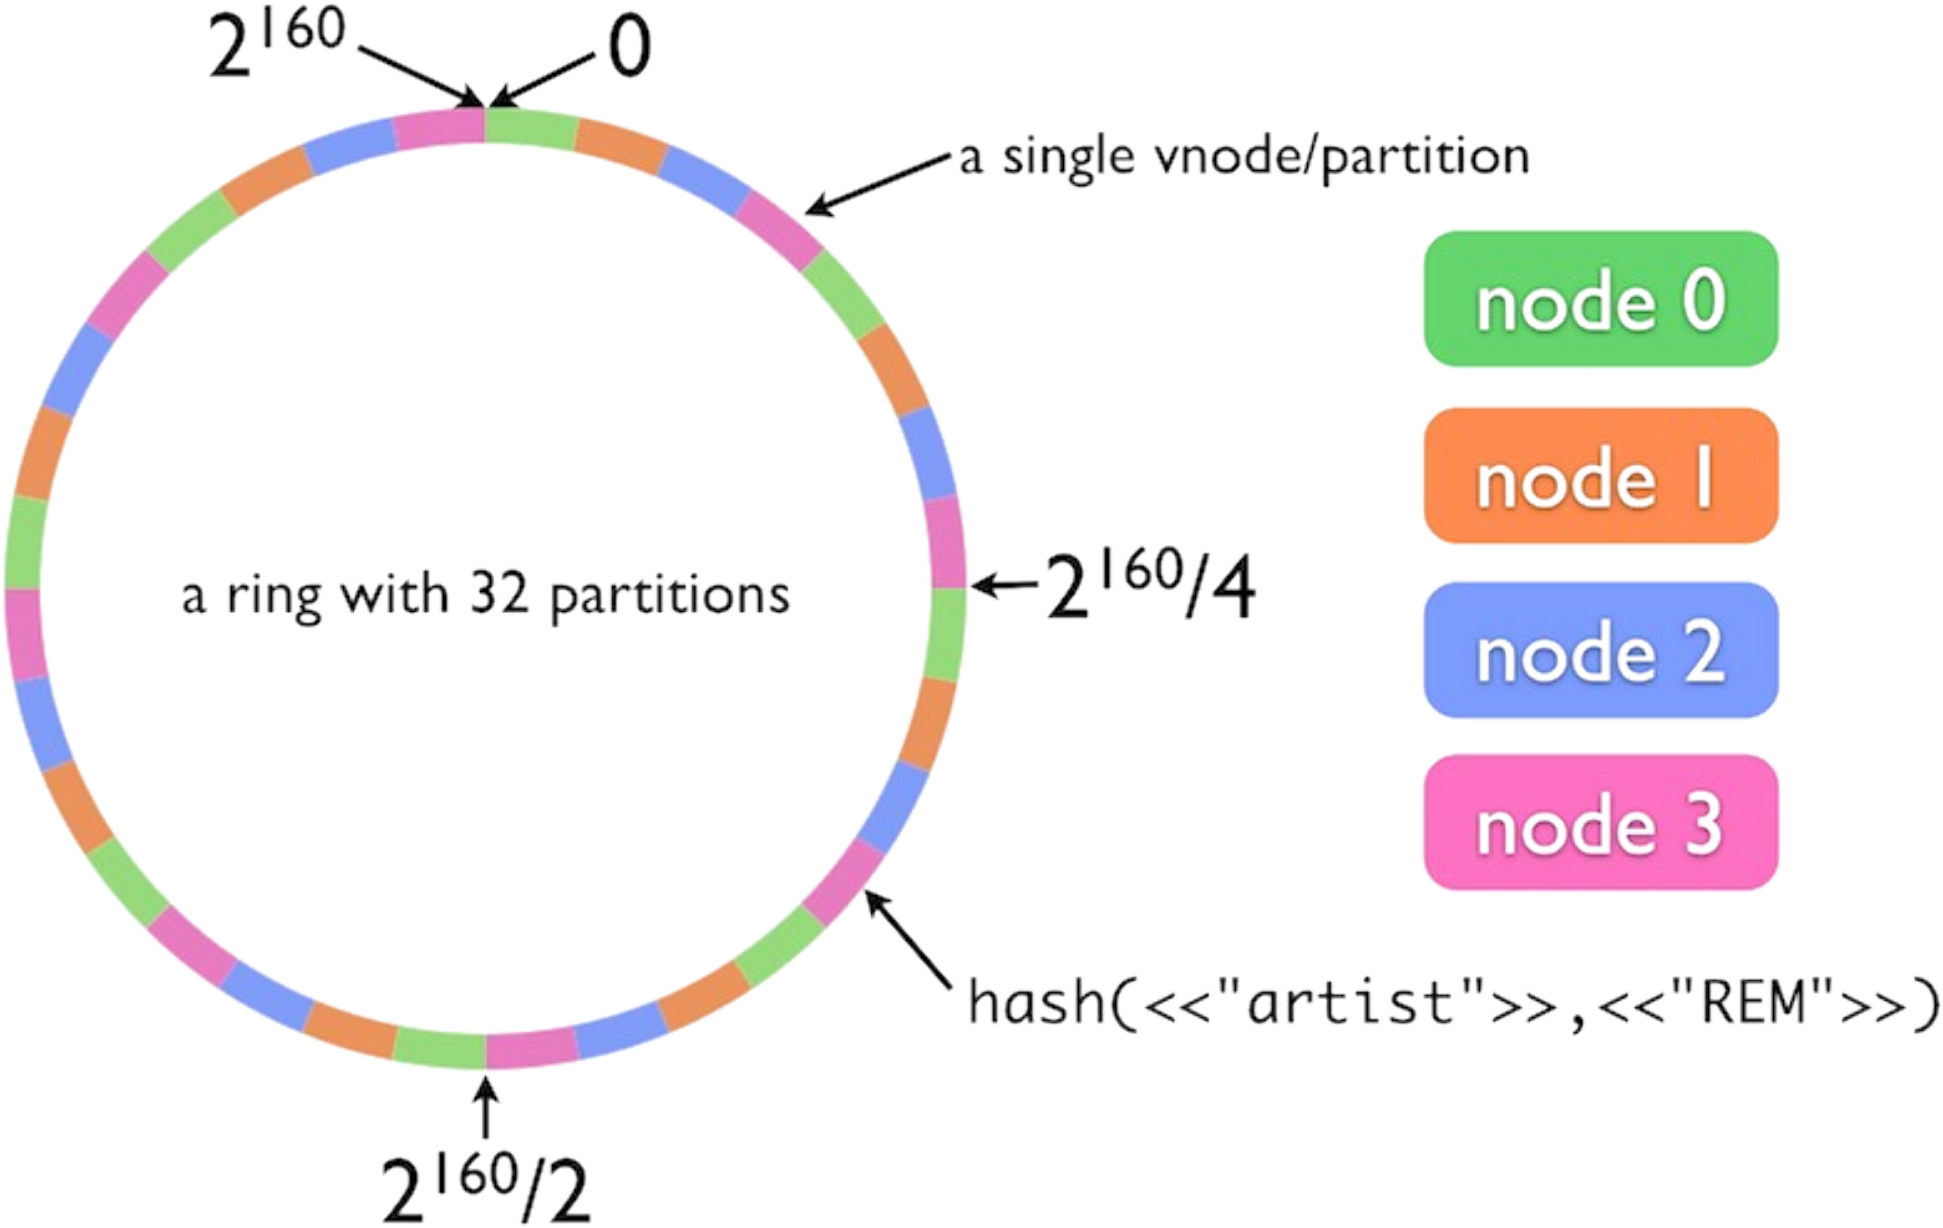 2^160
0
a single vnode/partition
node 0
node 1
a ring with 32 partitions
2^160/4
node 2
node 3
hash(<<"artist">>,<<"REM">>)
2^160/2